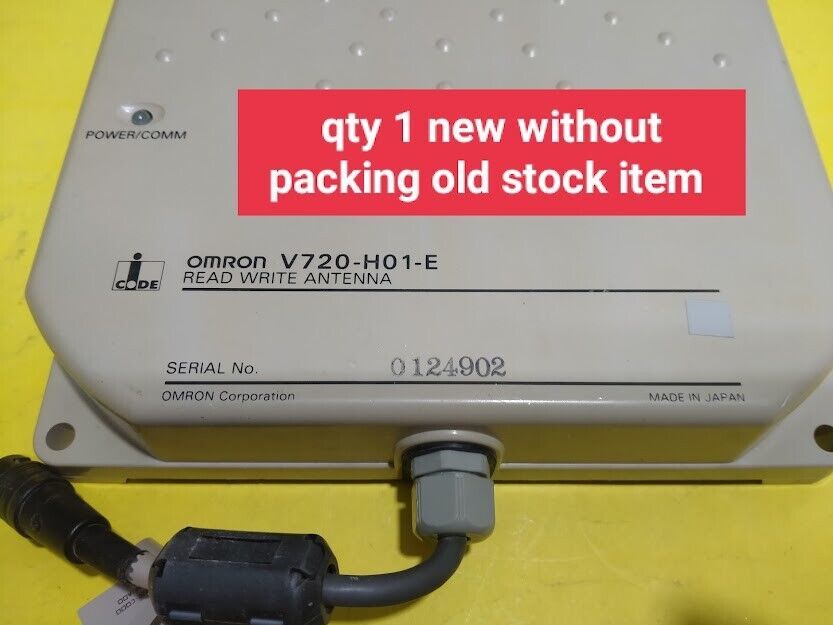 qty 1 new without
packing old stock item
POWER/COMM
i
CODE
OMRON V720-H01-E
READ WRITE ANTENNA
SERIAL No.
0124902
OMRON Corporation
MADE IN JAPAN